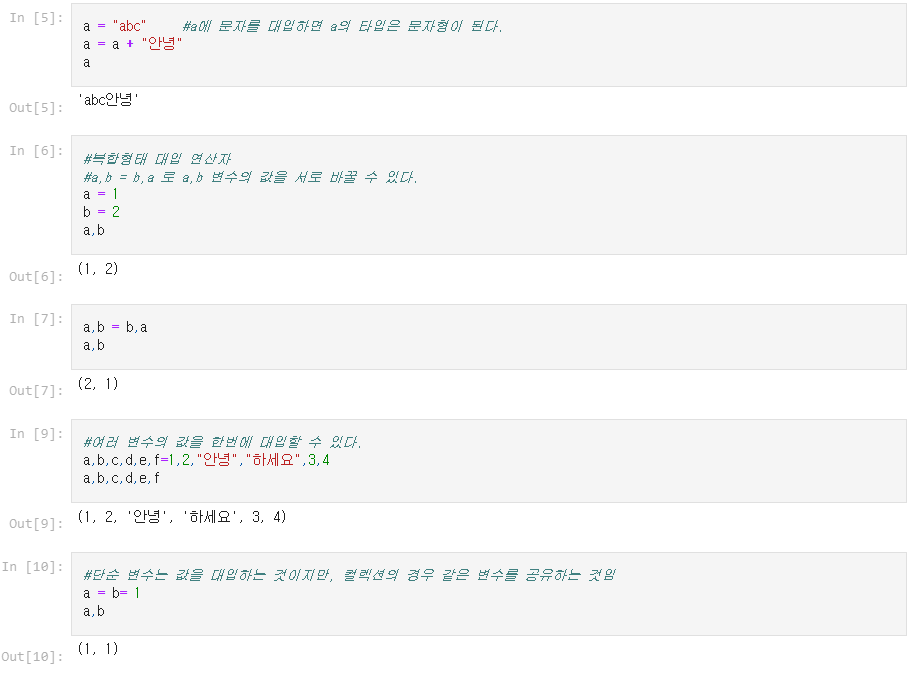 In [5]:
a = "abc"     #a에 문자를 대입하면 a의 타입은 문자형이 된다.
a = a + "안녕"
a
Out[5]:
'abc안녕'
In [6]:
#복합형태 대입 연산자
#a,b = b,a 로 a,b 변수의 값을 서로 바꿀 수 있다.
a = 1
b = 2
a,b
Out[6]:
(1, 2)
In [7]:
a,b = b,a
a,b
Out[7]:
(2, 1)
In [9]:
#여러 변수의 값을 한번에 대입할 수 있다.
a,b,c,d,e,f=1,2,"안녕","하세요",3,4
a,b,c,d,e,f
Out[9]:
(1, 2, '안녕', '하세요', 3, 4)
In [10]:
#단순 변수는 값을 대입하는 것이지만, 컬렉션의 경우 같은 변수를 공유하는 것임
a = b= 1
a,b
Out[10]:
(1, 1)